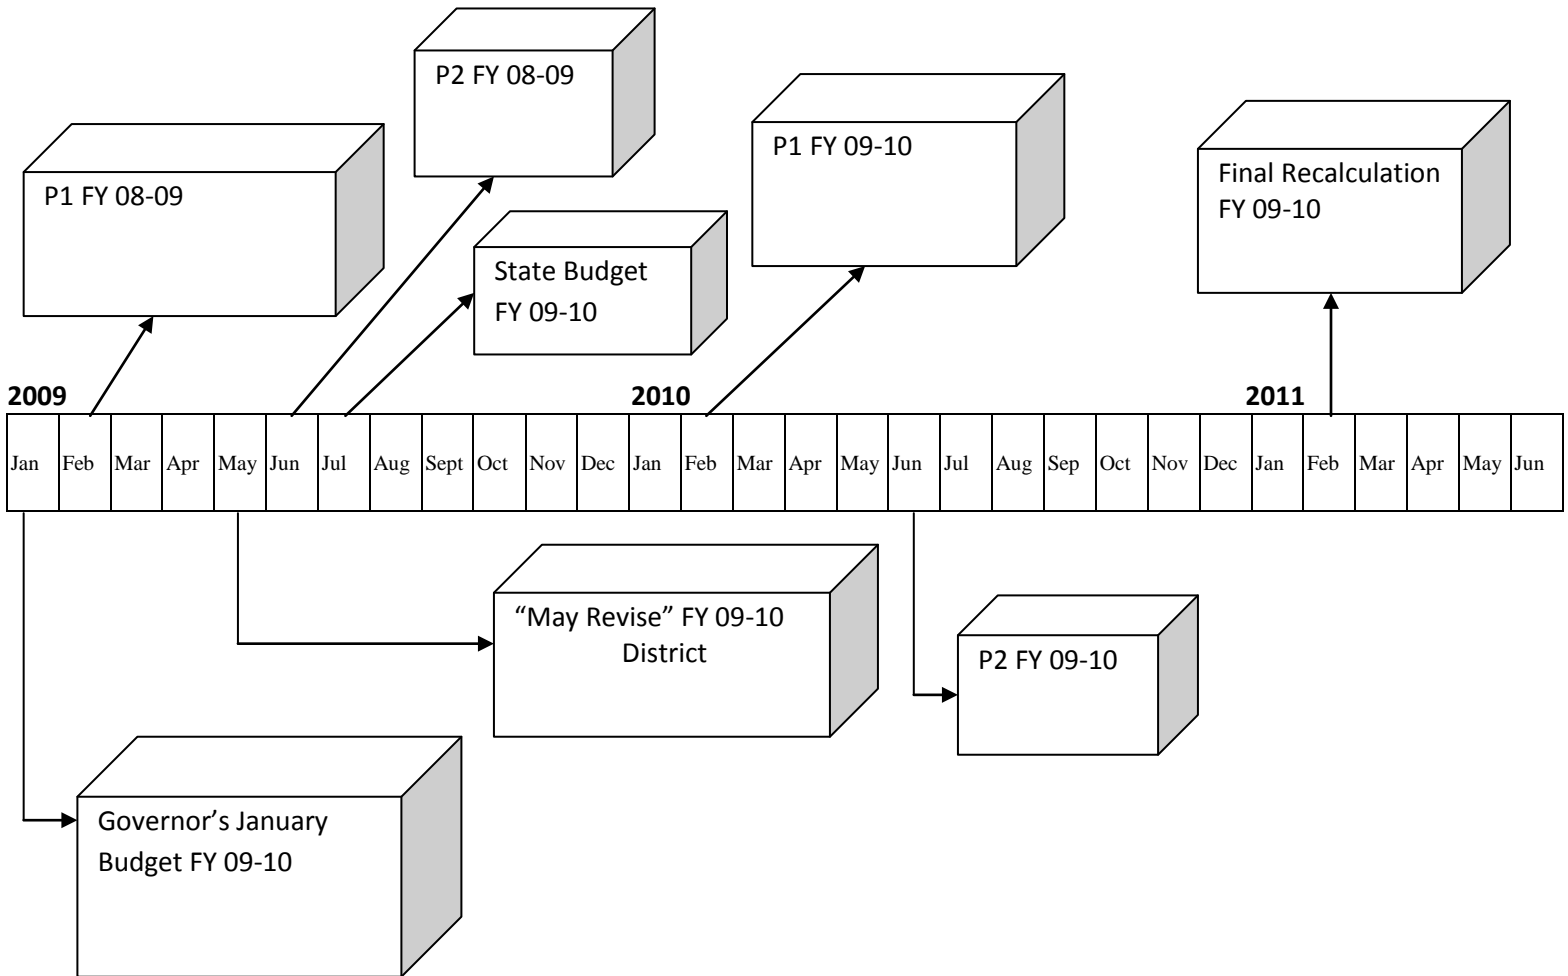 P2 FY 08-09
P1 FY 09-10
P1 FY 08-09
Final Recalculation
FY 09-10
State Budget
FY 09-10
2009 2010 2011
Jan Feb Mar Apr May Jun Jul Aug Sept Oct Nov Dec Jan Feb Mar Apr May Jun Jul Aug Sep Oct Nov Dec Jan Feb Mar Apr May Jun
“May Revise” FY 09-10
District
P2 FY 09-10
Governor’s January
Budget FY 09-10